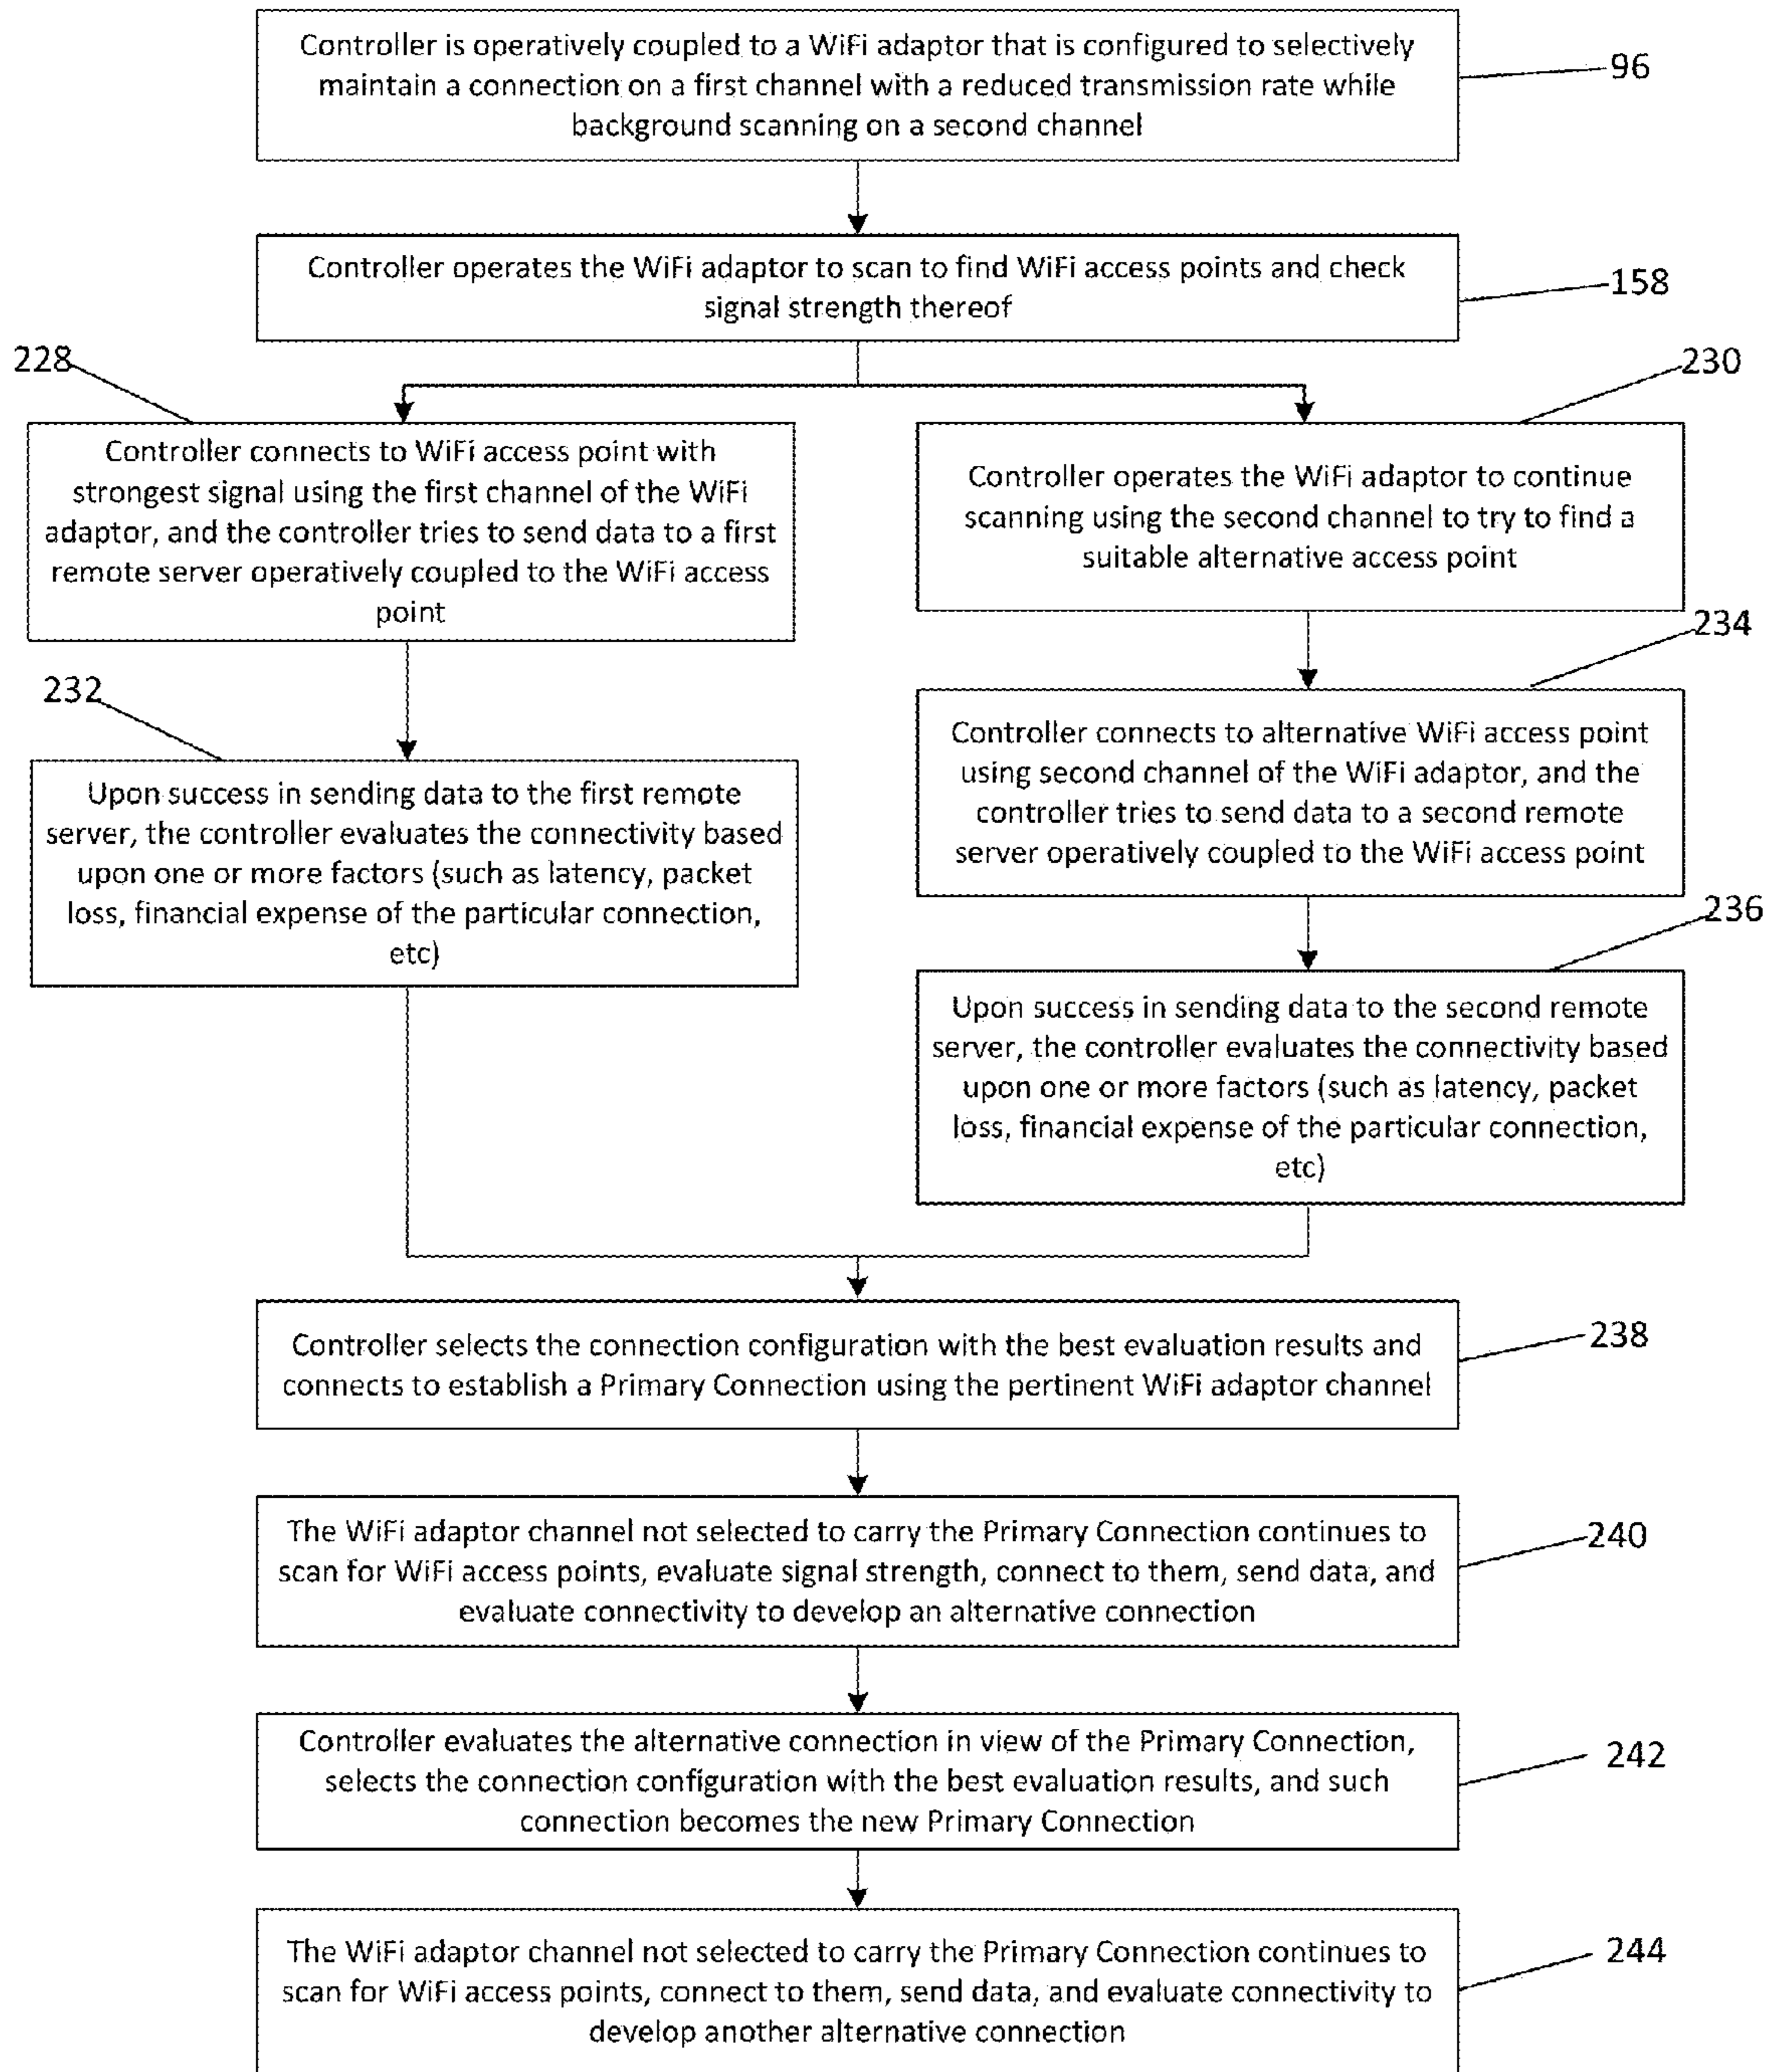 Controller is operatively coupled to a WiFi adaptor that is configured to selectively
maintain a connection on a first channel with a reduced transmission rate while
background scanning on a second channel
96
Controller operates the WiFi adaptor to scan to find WiFi access points and check
signal strength thereof
158
228
Controller connects to WiFi access point with
strongest signal using the first channel of the WiFi
adaptor, and the controller tries to send data to a first
remote server operatively coupled to the WiFi access
point
230
Controller operates the WiFi adaptor to continue
scanning using the second channel to try to find a
suitable alternative access point
232
Upon success in sending data to the first remote
server, the controller evaluates the connectivity based
upon one or more factors (such as latency, packet
loss, financial expense of the particular connection,
etc)
234
Controller connects to alternative WiFi access point
using second channel of the WiFi adaptor, and the
controller tries to send data to a second remote
server operatively coupled to the WiFi access point
236
Upon success in sending data to the second remote
server, the controller evaluates the connectivity based
upon one or more factors (such as latency, packet
loss, financial expense of the particular connection,
etc)
Controller selects the connection configuration with the best evaluation results and
connects to establish a Primary Connection using the pertinent WiFi adaptor channel
238
The WiFi adaptor channel not selected to carry the Primary Connection continues to
scan for WiFi access points, evaluate signal strength, connect to them, send data, and
evaluate connectivity to develop an alternative connection
240
Controller evaluates the alternative connection in view of the Primary Connection,
selects the connection configuration with the best evaluation results, and such
connection becomes the new Primary Connection
242
The WiFi adaptor channel not selected to carry the Primary Connection continues to
scan for WiFi access points, connect to them, send data, and evaluate connectivity to
develop another alternative connection
244